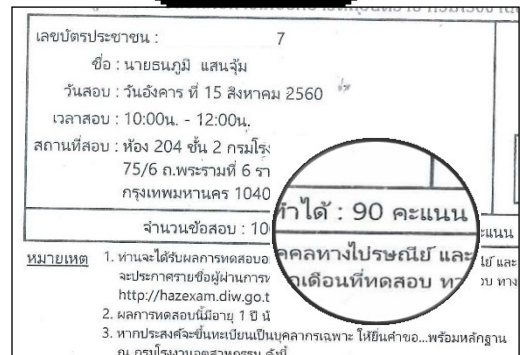 เลขบัตรประชาชน : 7
ชื่อ : นายธนภูมิ แสนจุ้ม
วันสอบ : วันอังคาร ที่ 15 สิงหาคม 2560
เวลาสอบ : 10:00น. - 12:00น.
สถานที่สอบ : ห้อง 204 ชั้น 2 กรมโรง
75/6 ถ.พระรามที่ 6 รา
กรุงเทพมหานคร 1040
จำนวนข้อสอบ : 10
ทำได้ : 90 คะแนน
คะแนน
หมายเหตุ 1. ท่านจะได้รับผลการทดสอบอ
คคลทางไปรษณีย์ และ
จะประกาศรายชื่อผู้ผ่านการท
เดือนที่ทดสอบ ทา
http://hazexam.diw.go.t
2. ผลการทดสอบนี้มีอายุ 1 ปี นั
3. หากประสงค์จะขึ้นทะเบียนเป็นบุคลากรเฉพาะ ให้ยื่นคำขอ...พร้อมหลักฐาน
ณ กรมโรงงานอุตสาหกรรม ดังนี้